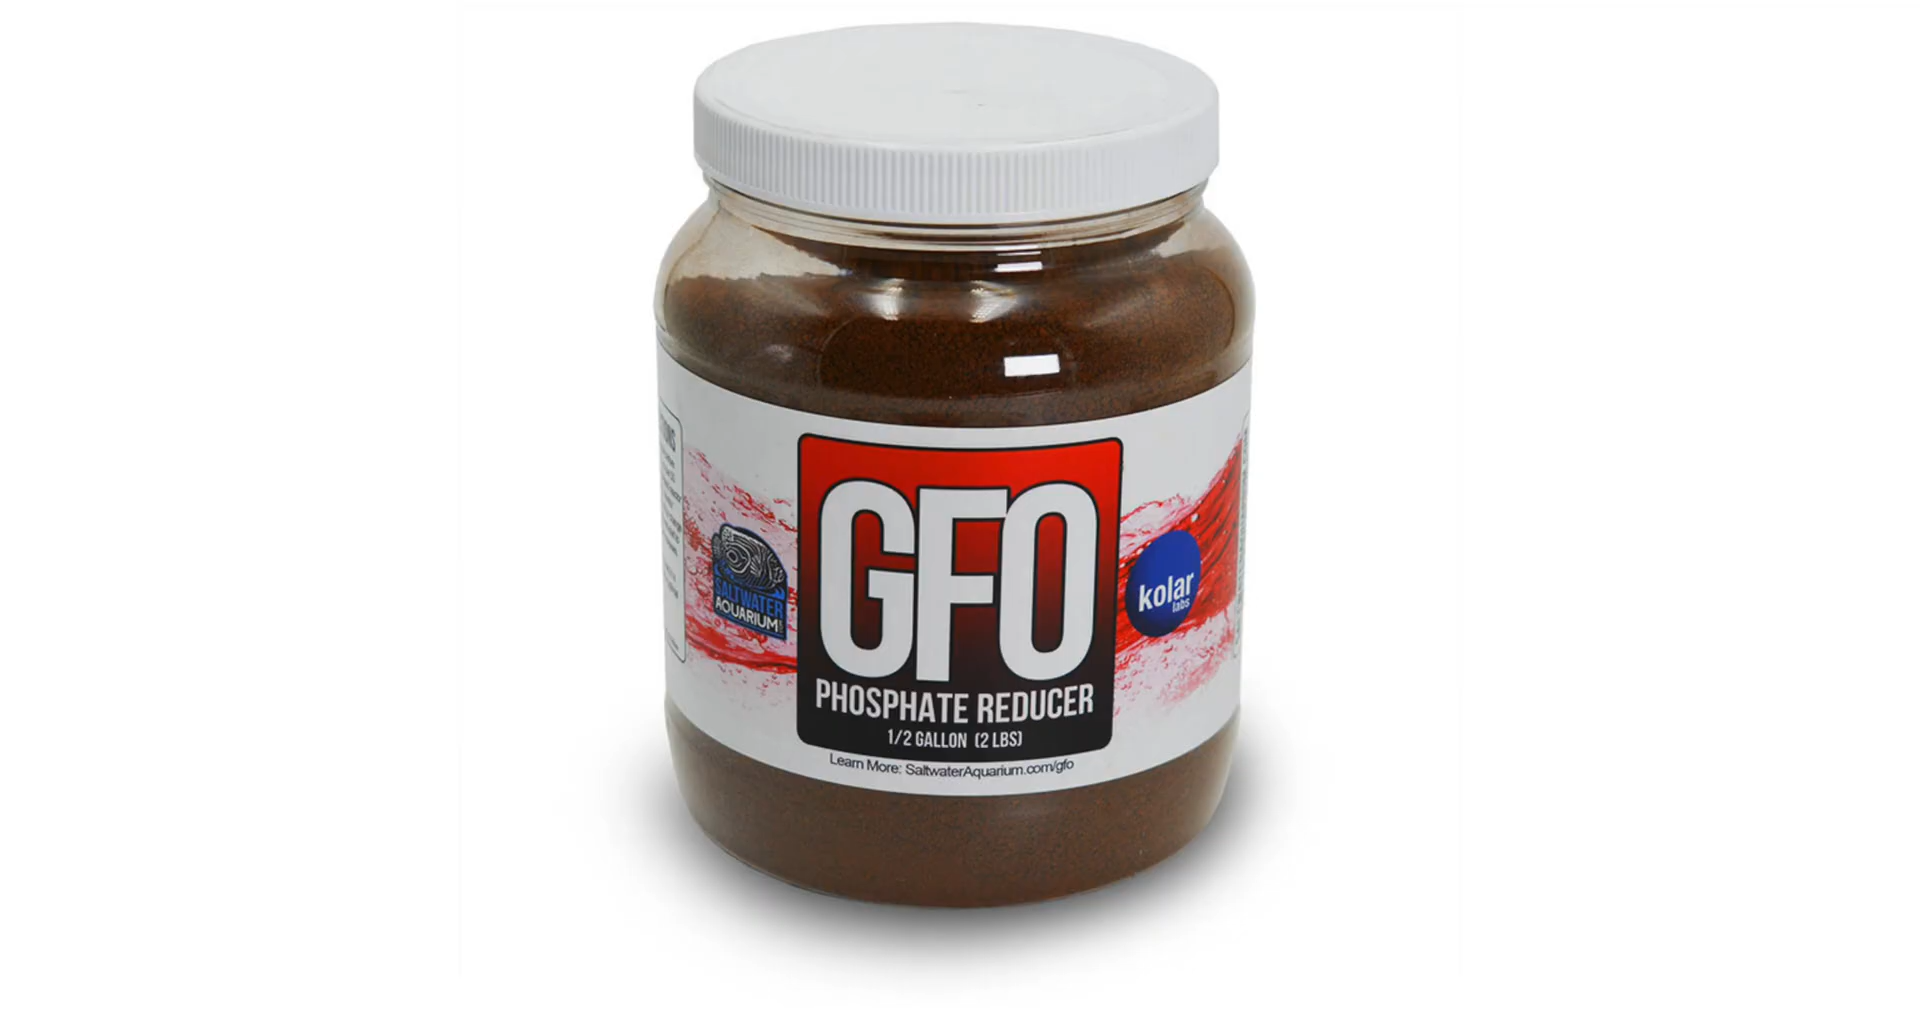 GFO
PHOSPHATE REDUCER
1/2 GALLON (2 LBS)
Learn More: SaltwaterAquarium.com/gfo
SALTWATER
AQUARIUM
kolar
labs